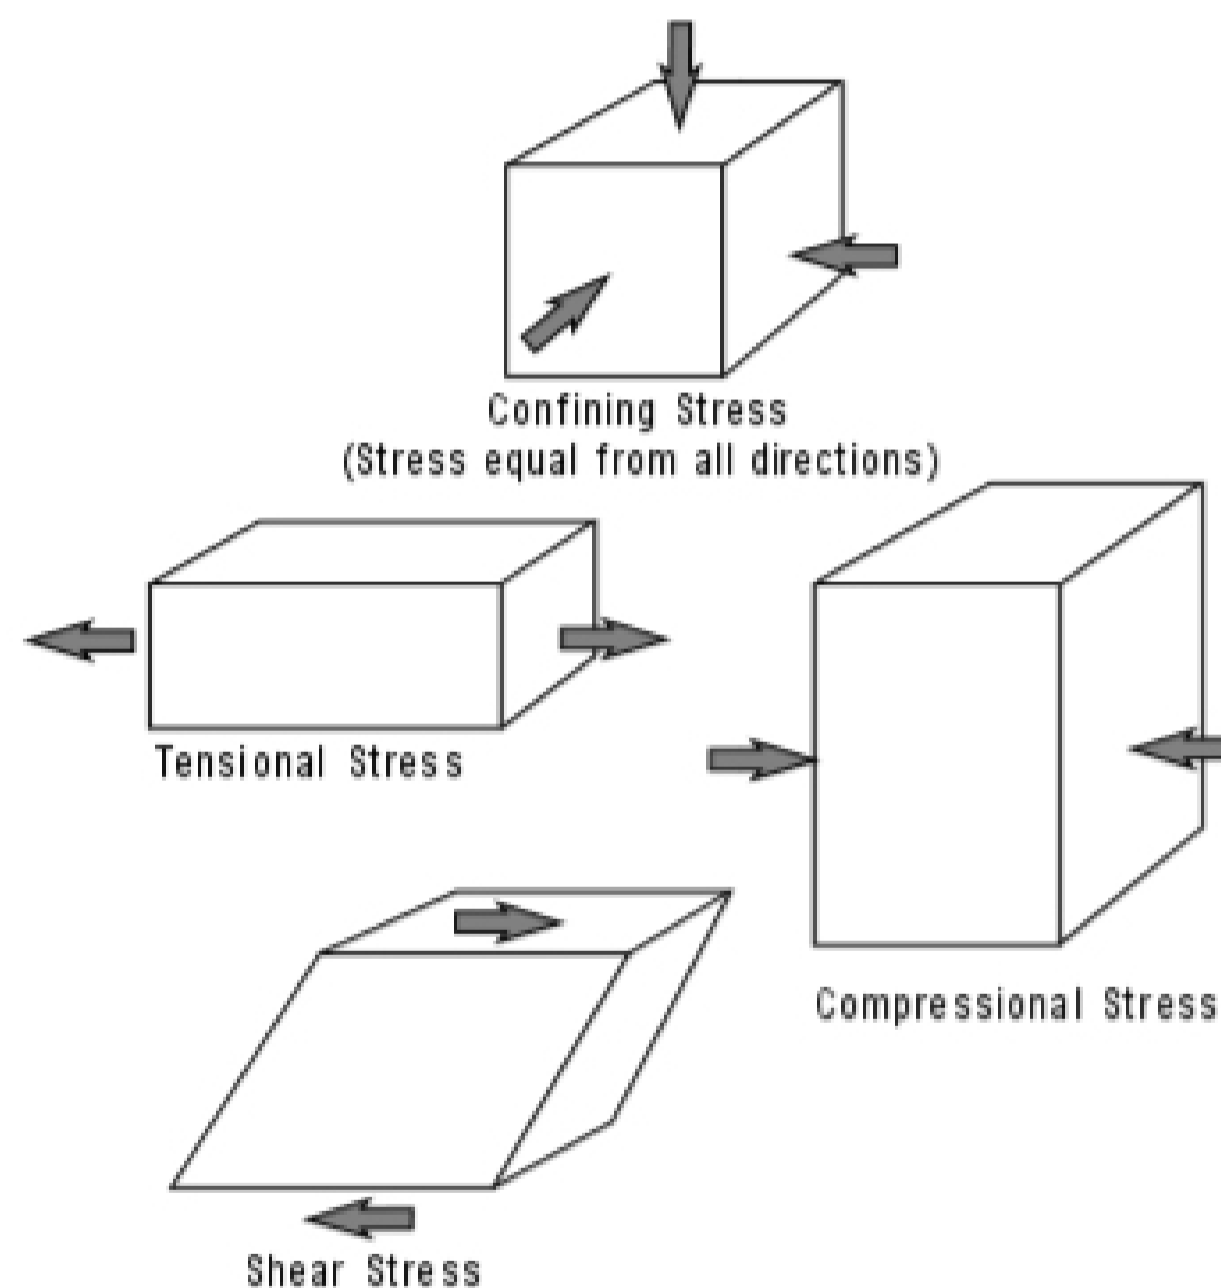 Confining Stress
(Stress equal from all directions)
Tensional Stress
Compressional Stress
Shear Stress